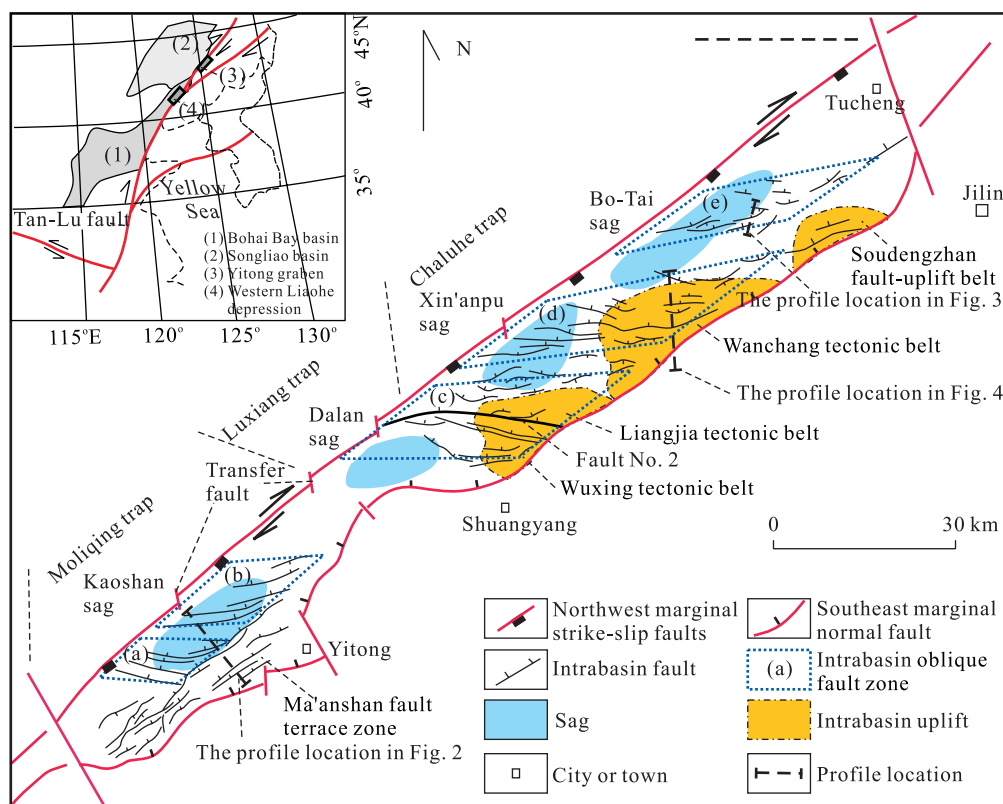 (2)
(3)
(4)
(1)
45°N
40°
35°
Yellow
Sea
Tan-Lu fault
(1) Bohai Bay basin
(2) Songliao basin
(3) Yitong graben
(4) Western Liaohe
depression
115°E
120°
125°
130°
N
Tucheng
Jilin
Bo-Tai
sag
(e)
Soudengzhan
fault-uplift belt
The profile location in Fig. 3
Chaluhe trap
Xin'anpu
sag
(d)
Wanchang tectonic belt
The profile location in Fig. 4
Luxiang trap
Dalan
sag
(c)
Liangjia tectonic belt
Fault No. 2
Wuxing tectonic belt
Transfer
fault
Shuangyang
0
30 km
Moliqing trap
Kaoshan
sag
(b)
(a)
Yitong
Ma'anshan fault
terrace zone
The profile location in Fig. 2
Northwest marginal
strike-slip faults
Southeast marginal
normal fault
Intrabasin fault
(a)
Intrabasin oblique
fault zone
Sag
Intrabasin uplift
City or town
Profile location